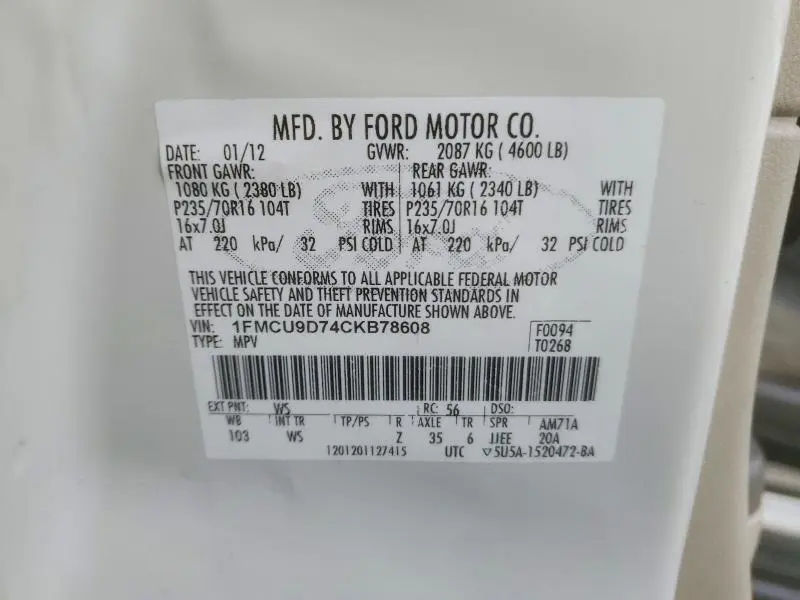 MFD. BY FORD MOTOR CO.
DATE: 01/12 GVWR: 2087 KG ( 4600 LB)
FRONT GAWR: REAR GAWR:
1080 KG ( 2380 LB) WITH 1061 KG ( 2340 LB) WITH
P235/70R16 104T TIRES P235/70R16 104T TIRES
16x7.0J RIMS 16x7.0J RIMS
AT 220 kPa/ 32 PSI COLD AT 220 kPa/ 32 PSI COLD
THIS VEHICLE CONFORMS TO ALL APPLICABLE FEDERAL MOTOR
VEHICLE SAFETY AND THEFT PREVENTION STANDARDS IN
EFFECT ON THE DATE OF MANUFACTURE SHOWN ABOVE.
VIN: 1FMCU9D74CKB78608 F0094
TYPE: MPV T0268
EXT PNT: WS RC: 56 DSO:
WB INT TR TP/PS R AXLE TR SPR AM71A
103 WS Z 35 6 JJEE 20A
1201201127415 UTC ▽5U5A-1520472-BA